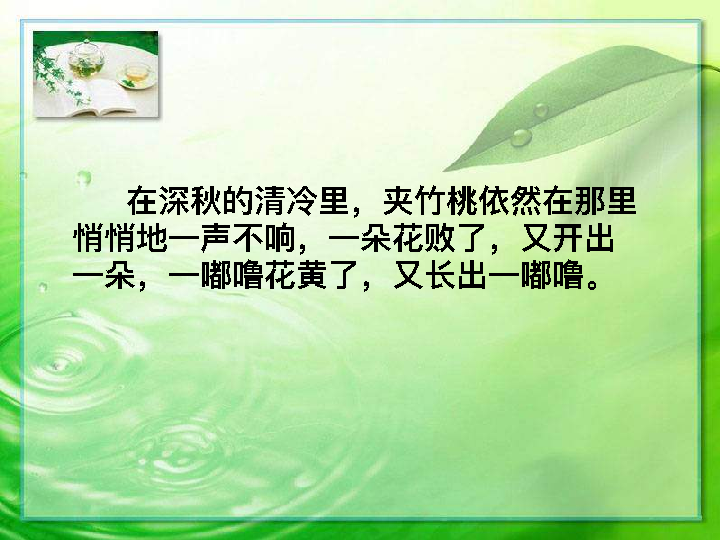 在深秋的清冷里，夹竹桃依然在那里
悄悄地一声不响，一朵花败了，又开出
一朵，一嘟噜花黄了，又长出一嘟噜。